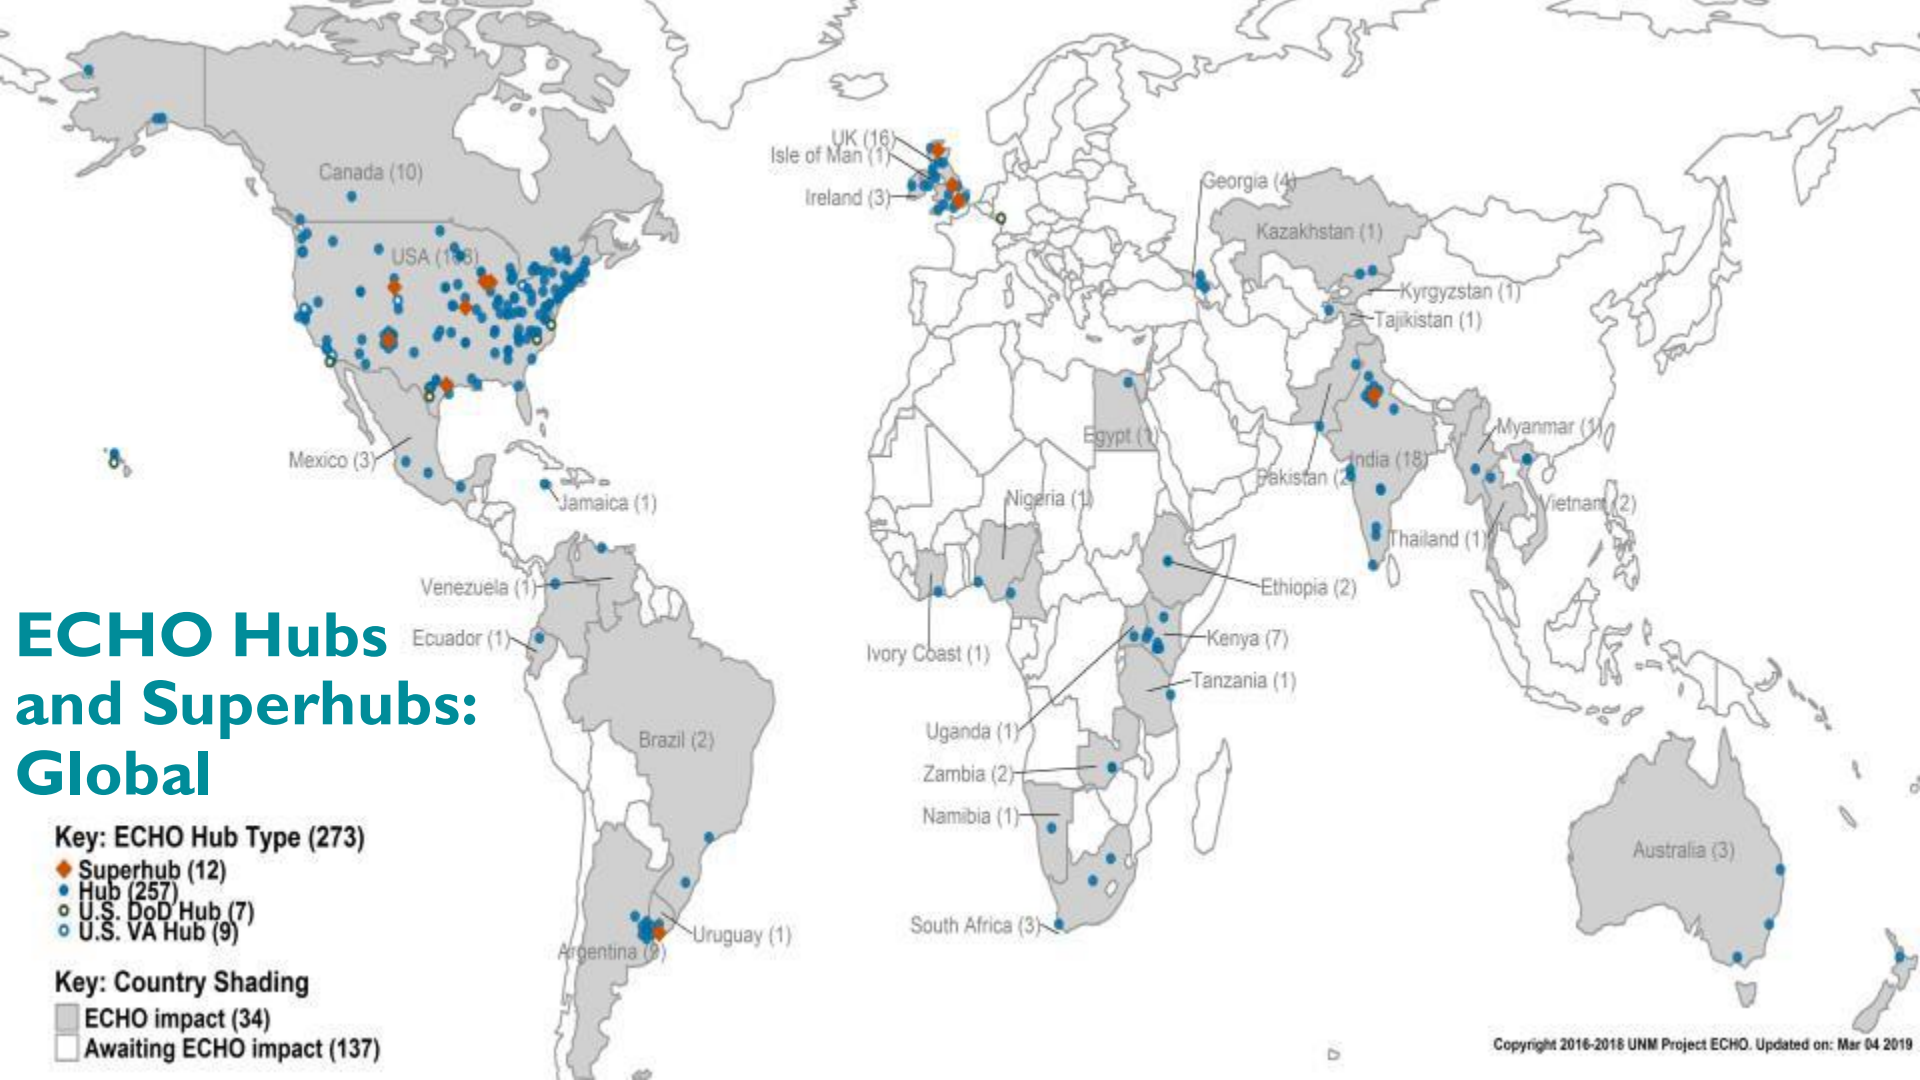 UK (16)
Isle of Man (1)
Ireland (3)
Canada (10)
Georgia (4)
Kazakhstan (1)
Kyrgyzstan (1)
Tajikistan (1)
Mexico (3)
Jamaica (1)
Egypt (1)
Pakistan (2
India (18)
Myanmar (1)
Vietnam (2)
Thailand (1)
Nigeria (1)
Ethiopia (2)
Venezuela (1)
Ecuador (1)
Ivory Coast (1)
Kenya (7)
Tanzania (1)
Uganda (1)
Brazil (2)
Zambia (2)
Namibia (1)
South Africa (3)
Uruguay (1)
Argentina (9)
Australia (3)
USA
ECHO Hubs
and Superhubs:
Global
Key: ECHO Hub Type (273)
Superhub (12)
Hub (257)
U.S. DoD Hub (7)
U.S. VA Hub (9)
Key: Country Shading
ECHO impact (34)
Awaiting ECHO impact (137)
Copyright 2016-2018 UNM Project ECHO. Updated on: Mar 04 2019